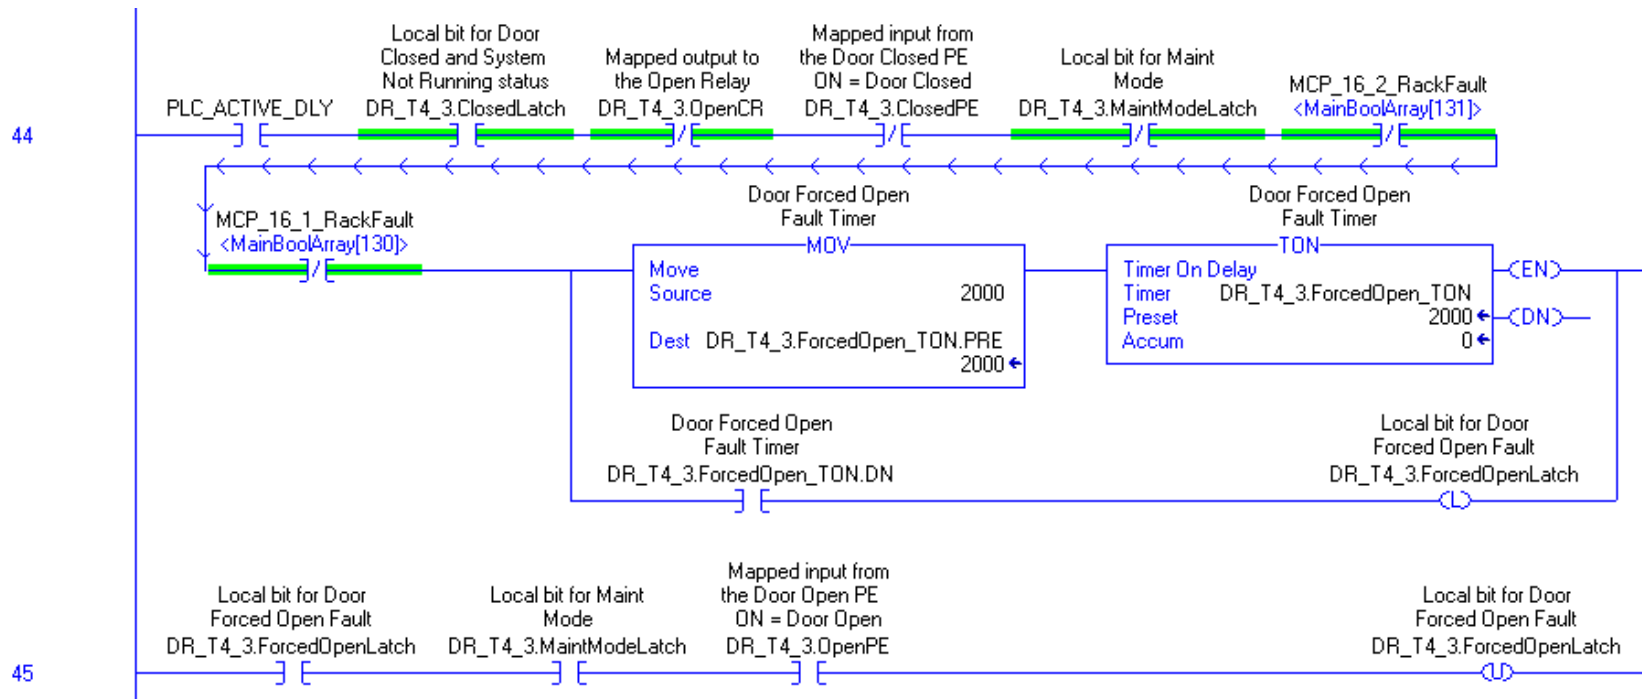 44
PLC_ACTIVE_DLY
Local bit for Door
Closed and System
Not Running status
DR_T4_3.ClosedLatch
Mapped output to
the Open Relay
DR_T4_3.OpenCR
Mapped input from
the Door Closed PE
ON = Door Closed
DR_T4_3.ClosedPE
Local bit for Maint
Mode
DR_T4_3.MaintModeLatch
MCP_16_2_RackFault
<MainBoolArray[131]>
MCP_16_1_RackFault
<MainBoolArray[130]>
Door Forced Open
Fault Timer
MOV
Move
Source 2000
Dest DR_T4_3.ForcedOpen_TON.PRE
2000
Door Forced Open
Fault Timer
TON
Timer On Delay
Timer DR_T4_3.ForcedOpen_TON
Preset 2000
Accum 0
EN
DN
Door Forced Open
Fault Timer
DR_T4_3.ForcedOpen_TON.DN
Local bit for Door
Forced Open Fault
DR_T4_3.ForcedOpenLatch
L
45
Local bit for Door
Forced Open Fault
DR_T4_3.ForcedOpenLatch
Local bit for Maint
Mode
DR_T4_3.MaintModeLatch
Mapped input from
the Door Open PE
ON = Door Open
DR_T4_3.OpenPE
Local bit for Door
Forced Open Fault
DR_T4_3.ForcedOpenLatch
U